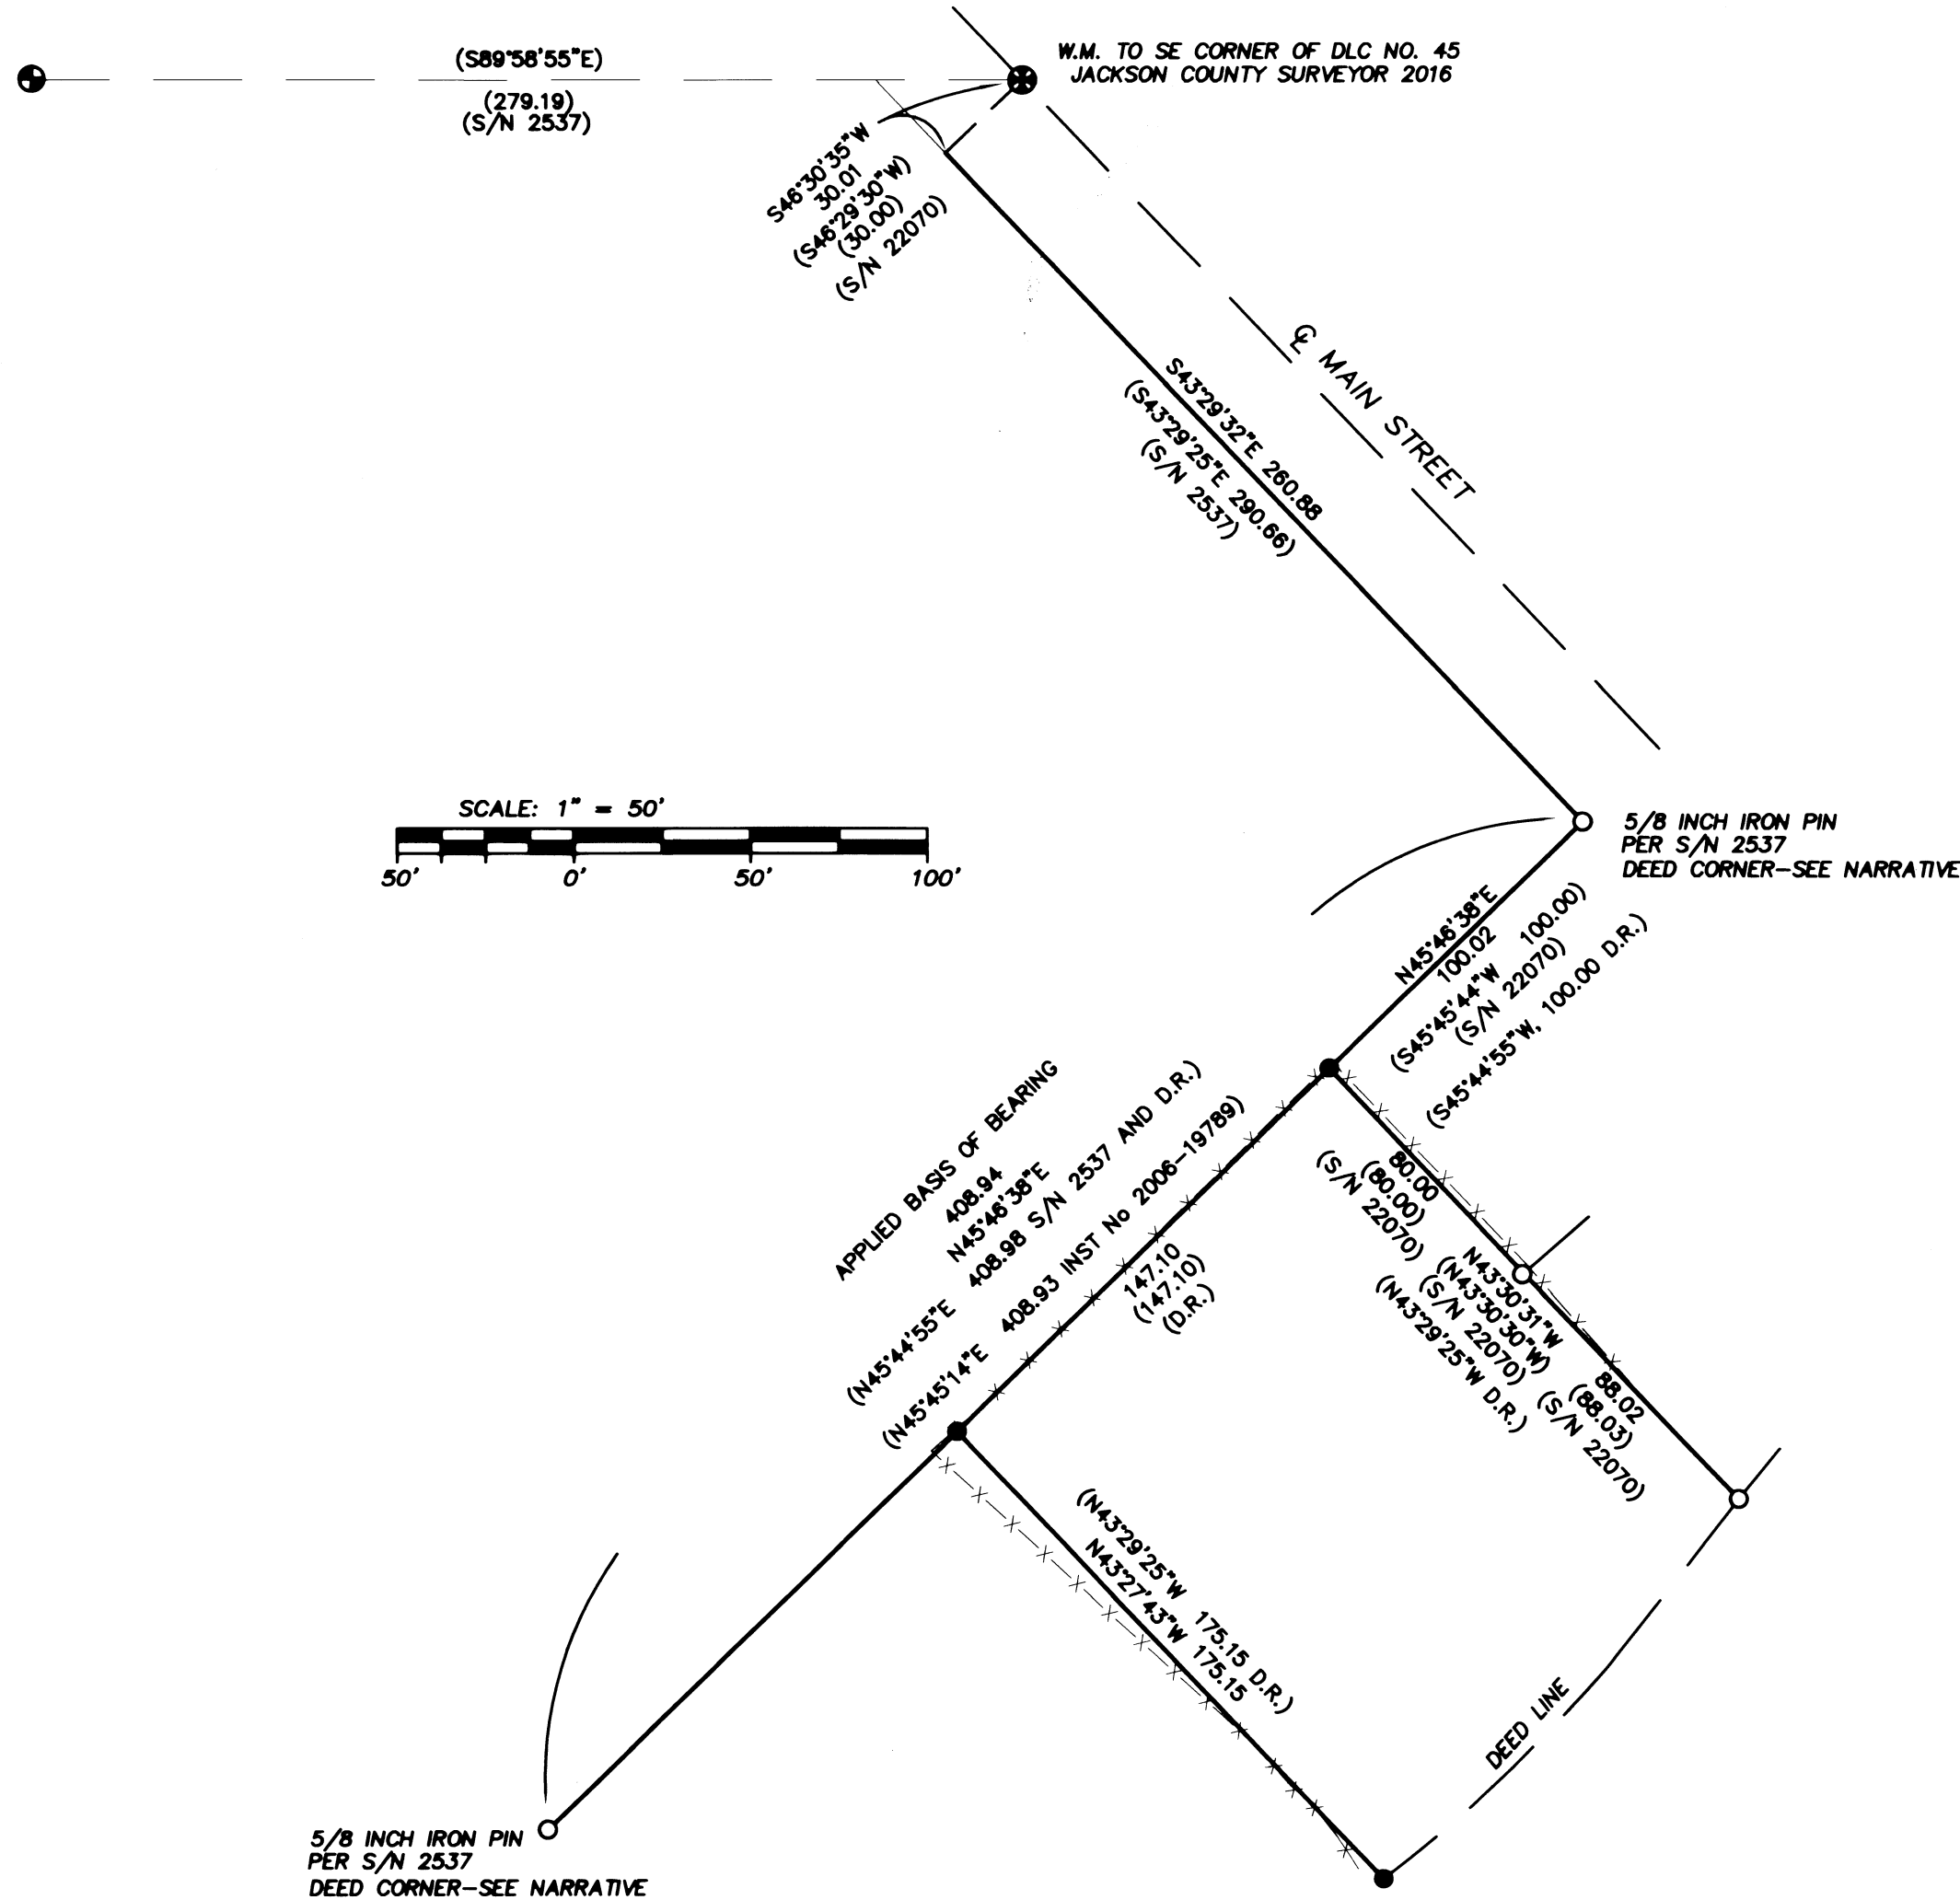 (S89°58'55"E)
(279.19)
(S/N 2537)
W.M. TO SE CORNER OF DLC NO. 45
JACKSON COUNTY SURVEYOR 2016
S46°30'35"W
30.01
(S46°29'30"W)
(30.00)
(S/N 22070)
℄ MAIN STREET
S43°29'32"E 260.88
(S43°29'25"E 290.66)
(S/N 2537)
SCALE: 1" = 50'
50' 0' 50' 100'
5/8 INCH IRON PIN
PER S/N 2537
DEED CORNER-SEE NARRATIVE
N45°46'38"E
100.02
(S45°45'44"W 100.00)
(S/N 22070)
(S45°44'55"W, 100.00 D.R.)
APPLIED BASIS OF BEARING
408.94
N45°46'38"E
(N45°44'55"E 408.98 S/N 2537 AND D.R.)
(N45°45'14"E 408.93 INST No 2006-19789)
147.10
(147.10)
(D.R.)
80.00
(80.00)
(S/N 22070)
N43°30'31"W
(N43°30'30"W)
(S/N 22070)
(N43°29'25"W D.R.)
88.02
(88.03)
(S/N 22070)
(N43°29'25"W 175.15 D.R.)
N43°27'43"W 175.15
DEED LINE
5/8 INCH IRON PIN
PER S/N 2537
DEED CORNER-SEE NARRATIVE